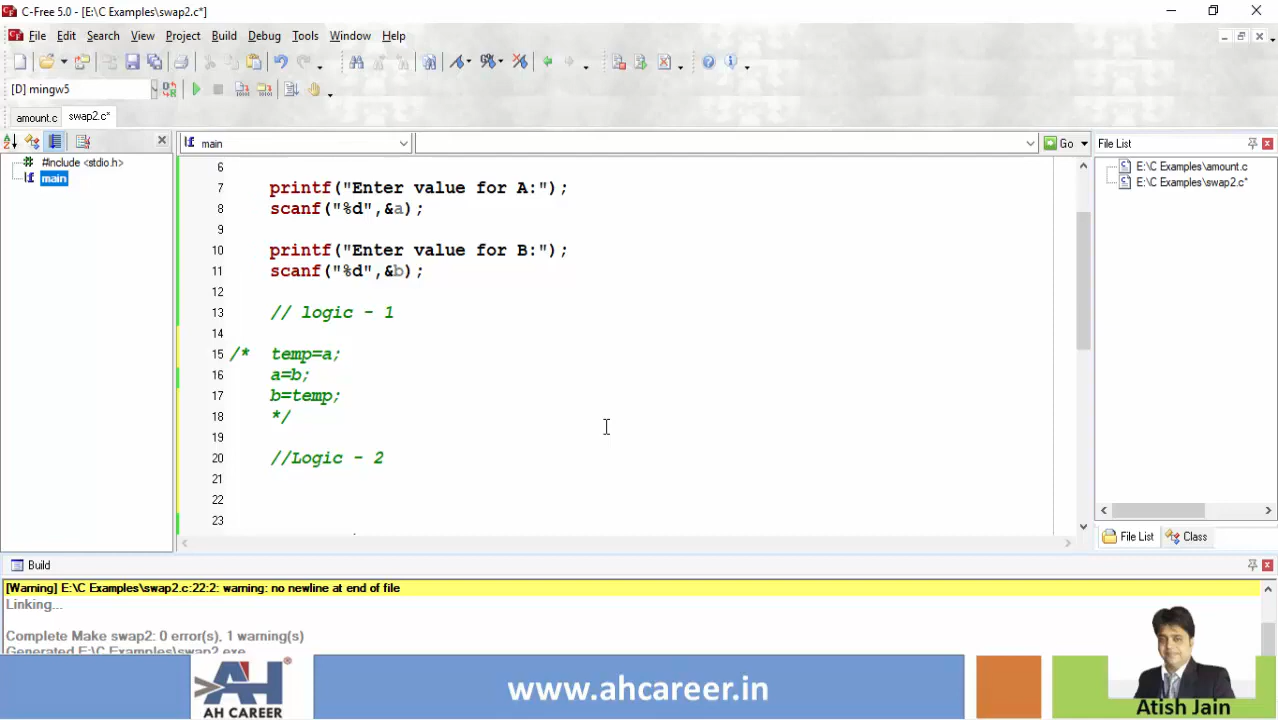 C-Free 5.0 - [E:\C Examples\swap2.c*]
File Edit Search View Project Build Debug Tools Window Help
[D] mingw5
amount.c swap2.c*
main Go File List
#include <stdio.h>
main
E:\C Examples\amount.c
E:\C Examples\swap2.c*
6
7 printf("Enter value for A:");
8 scanf("%d",&a);
9
10 printf("Enter value for B:");
11 scanf("%d",&b);
12
13 // logic - 1
14
15 /* temp=a;
16 a=b;
17 b=temp;
18 */
19
20 //Logic - 2
21
22
23
File List Class
Build
[Warning] E:\C Examples\swap2.c:22:2: warning: no newline at end of file
Linking...
Complete Make swap2: 0 error(s), 1 warning(s)
Generated E:\C Examples\swap2.exe
AH
AH CAREER
®
www.ahcareer.in
Atish Jain